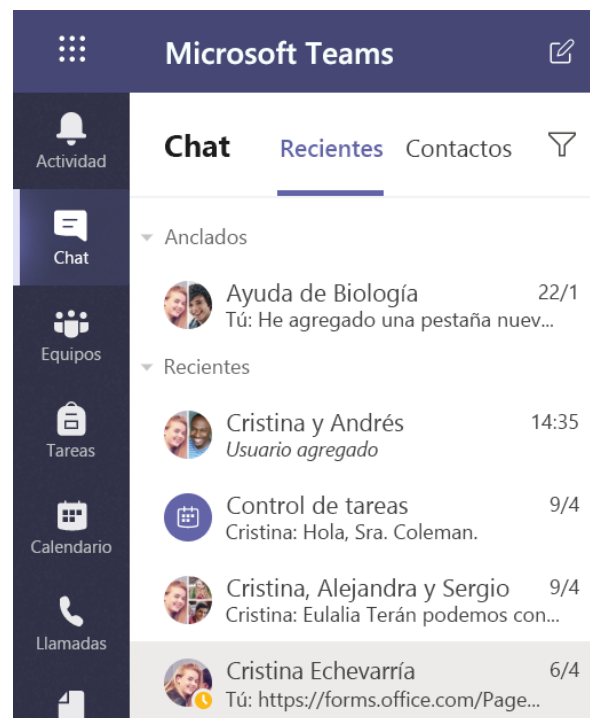 Microsoft Teams
Actividad
Chat
Equipos
Tareas
Calendario
Llamadas
Chat Recientes Contactos
Anclados
Ayuda de Biología 22/1
Tú: He agregado una pestaña nuev...
Recientes
Cristina y Andrés 14:35
Usuario agregado
Control de tareas 9/4
Cristina: Hola, Sra. Coleman.
Cristina, Alejandra y Sergio 9/4
Cristina: Eulalia Terán podemos con...
Cristina Echevarría 6/4
Tú: https://forms.office.com/Page...